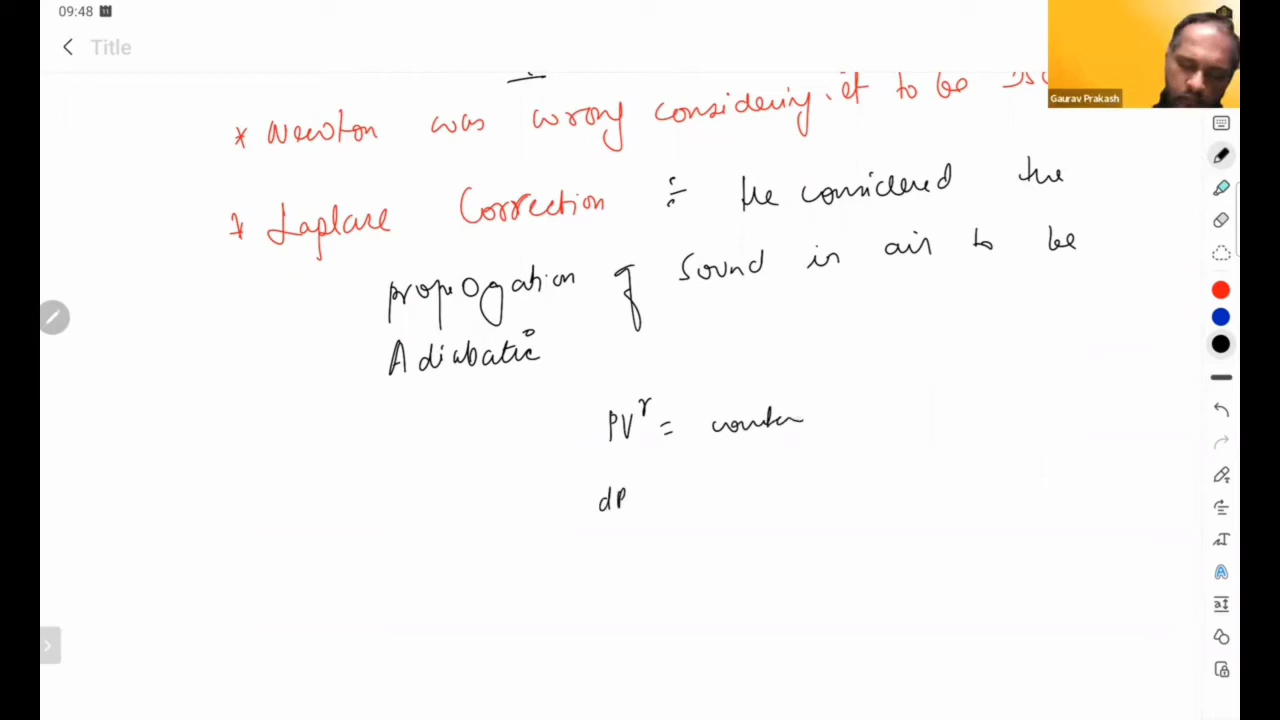 09:48
Title
Gaurav Prakash
* Newton was wrong considering it to be
* Laplace Correction ÷ He considered the
propogation of Sound in air to be
Adiabatic
PV^γ =
dP